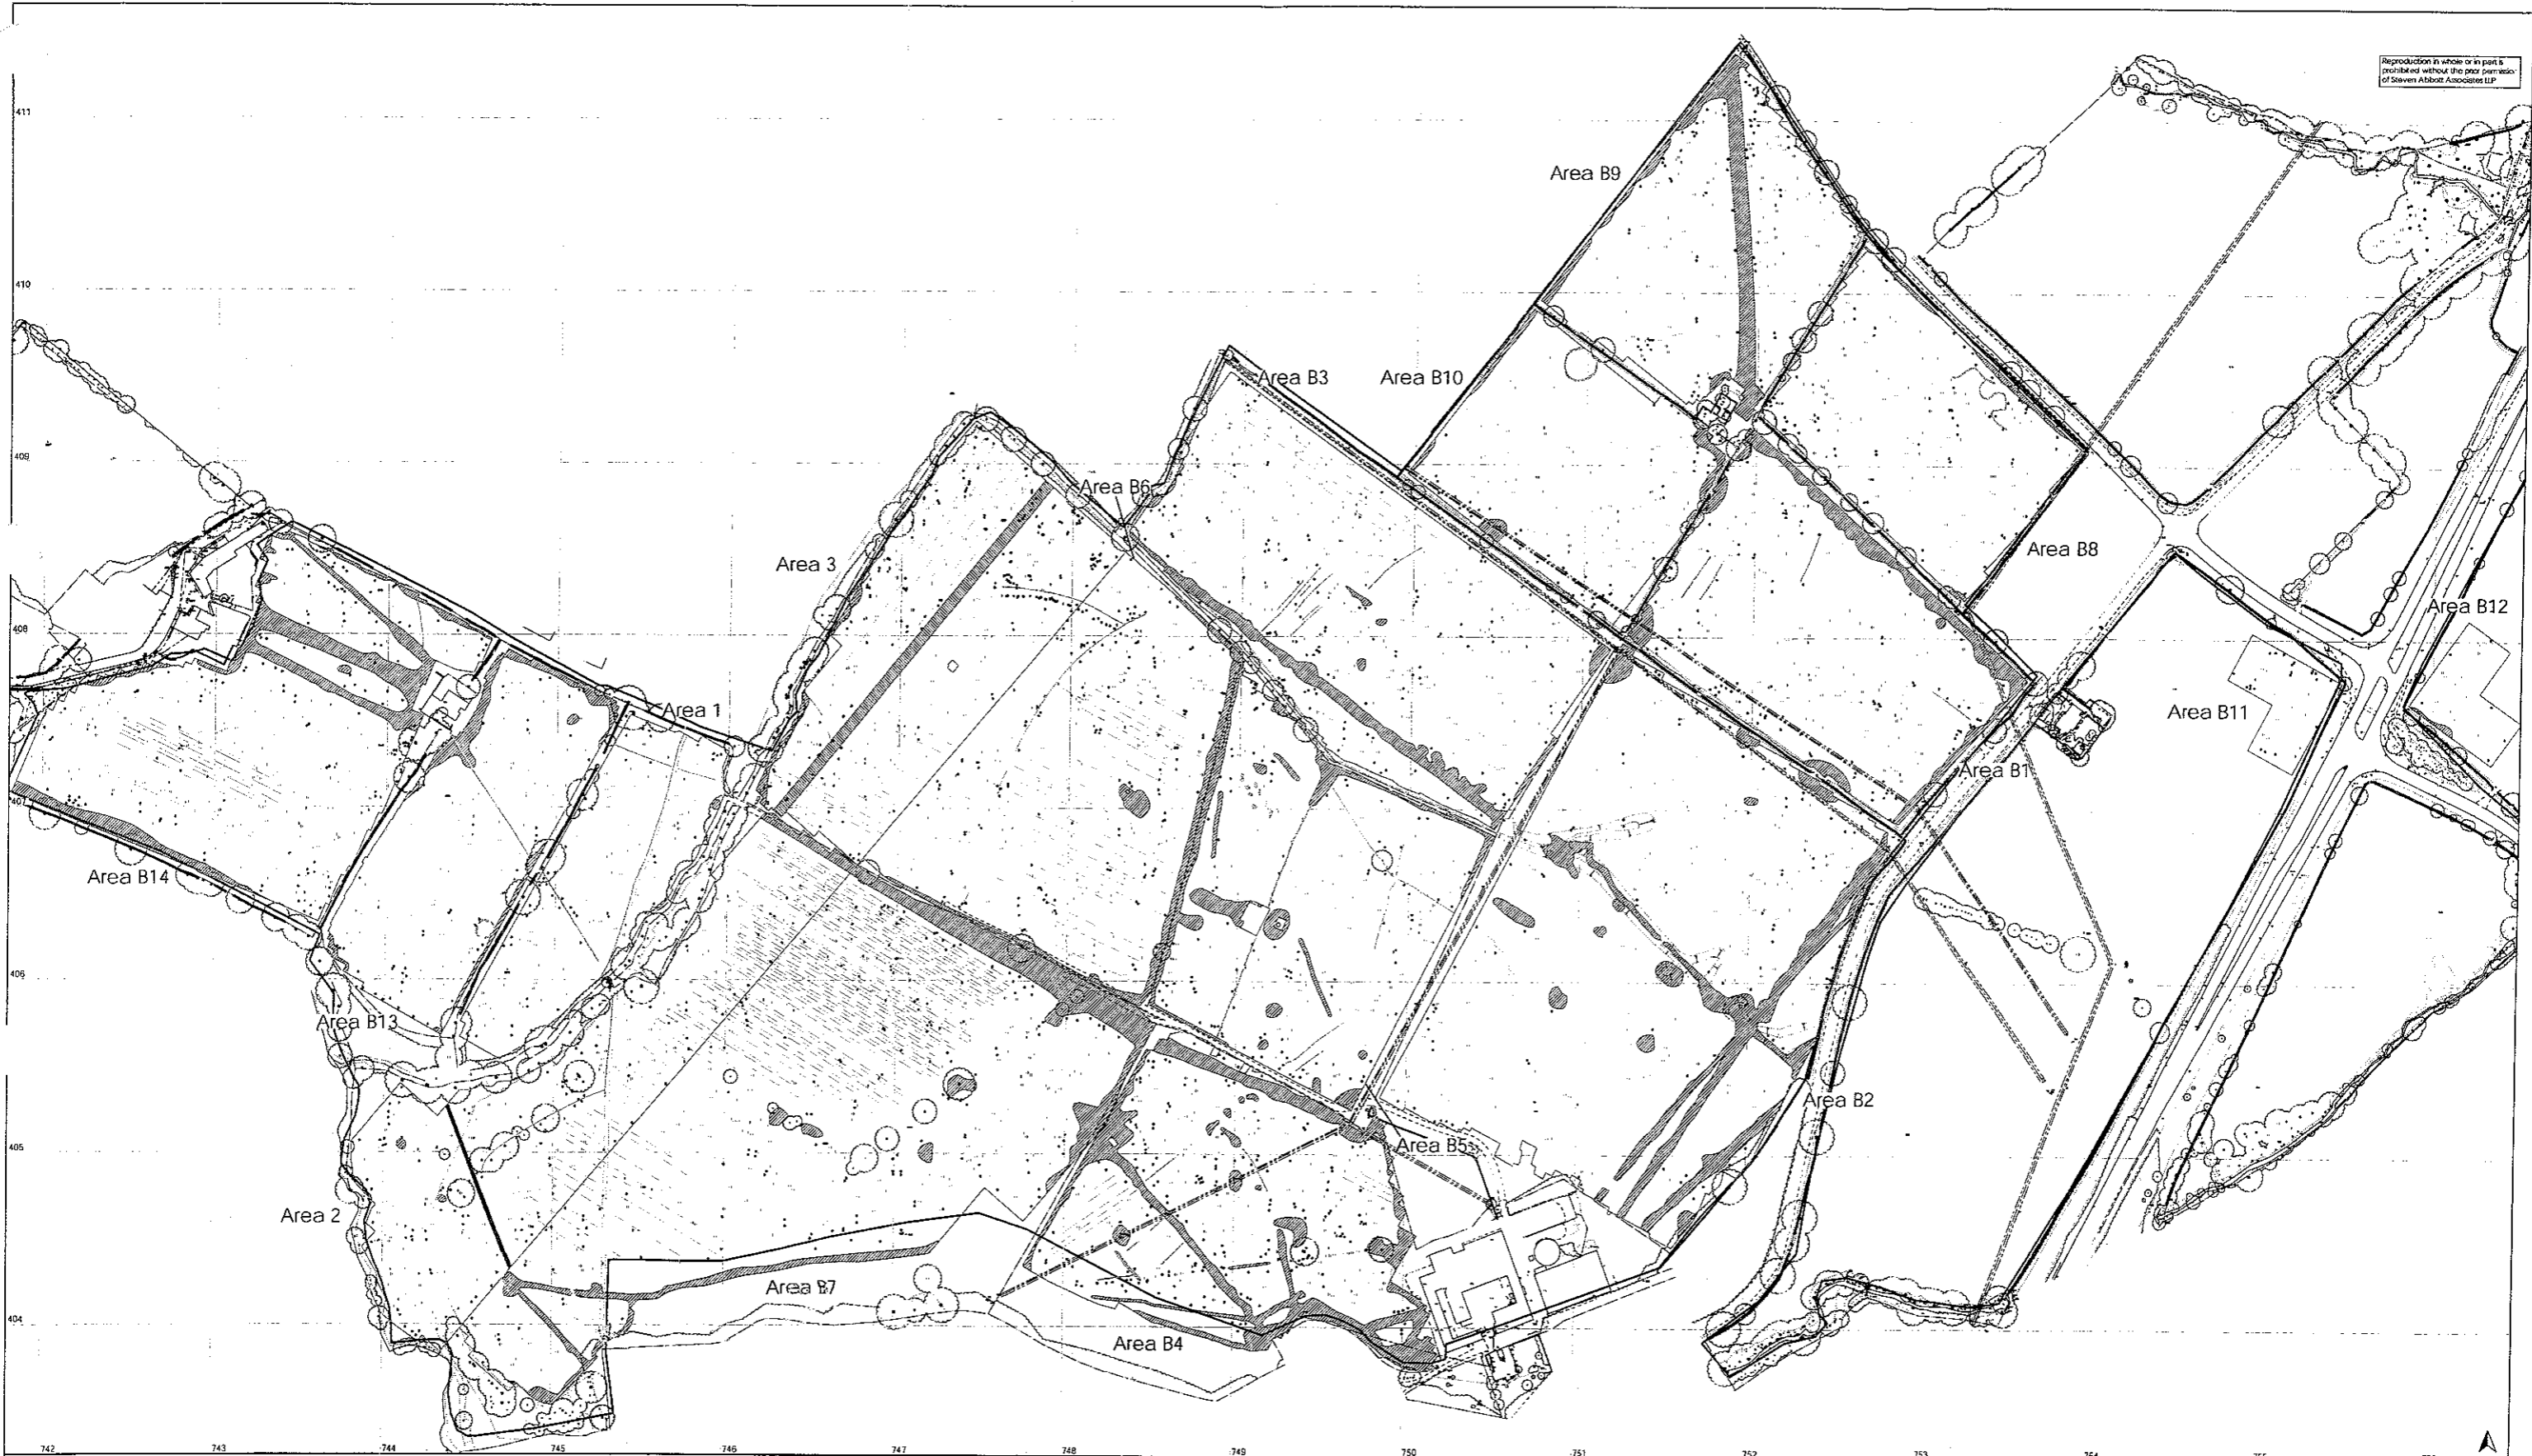 Reproduction in whole or in part is
prohibited without the prior permission
of Steven Abbott Associates LLP
411
Area B9
410
Area B3
Area B10
409
Area B6
Area B8
Area 3
Area B12
408
Area 1
Area B11
Area B1
407
Area B14
406
Area B13
Area B2
405
Area B5
Area 2
Area B7
Area B4
404
742
743
744
745
746
747
748
749
750
751
752
753
754
755